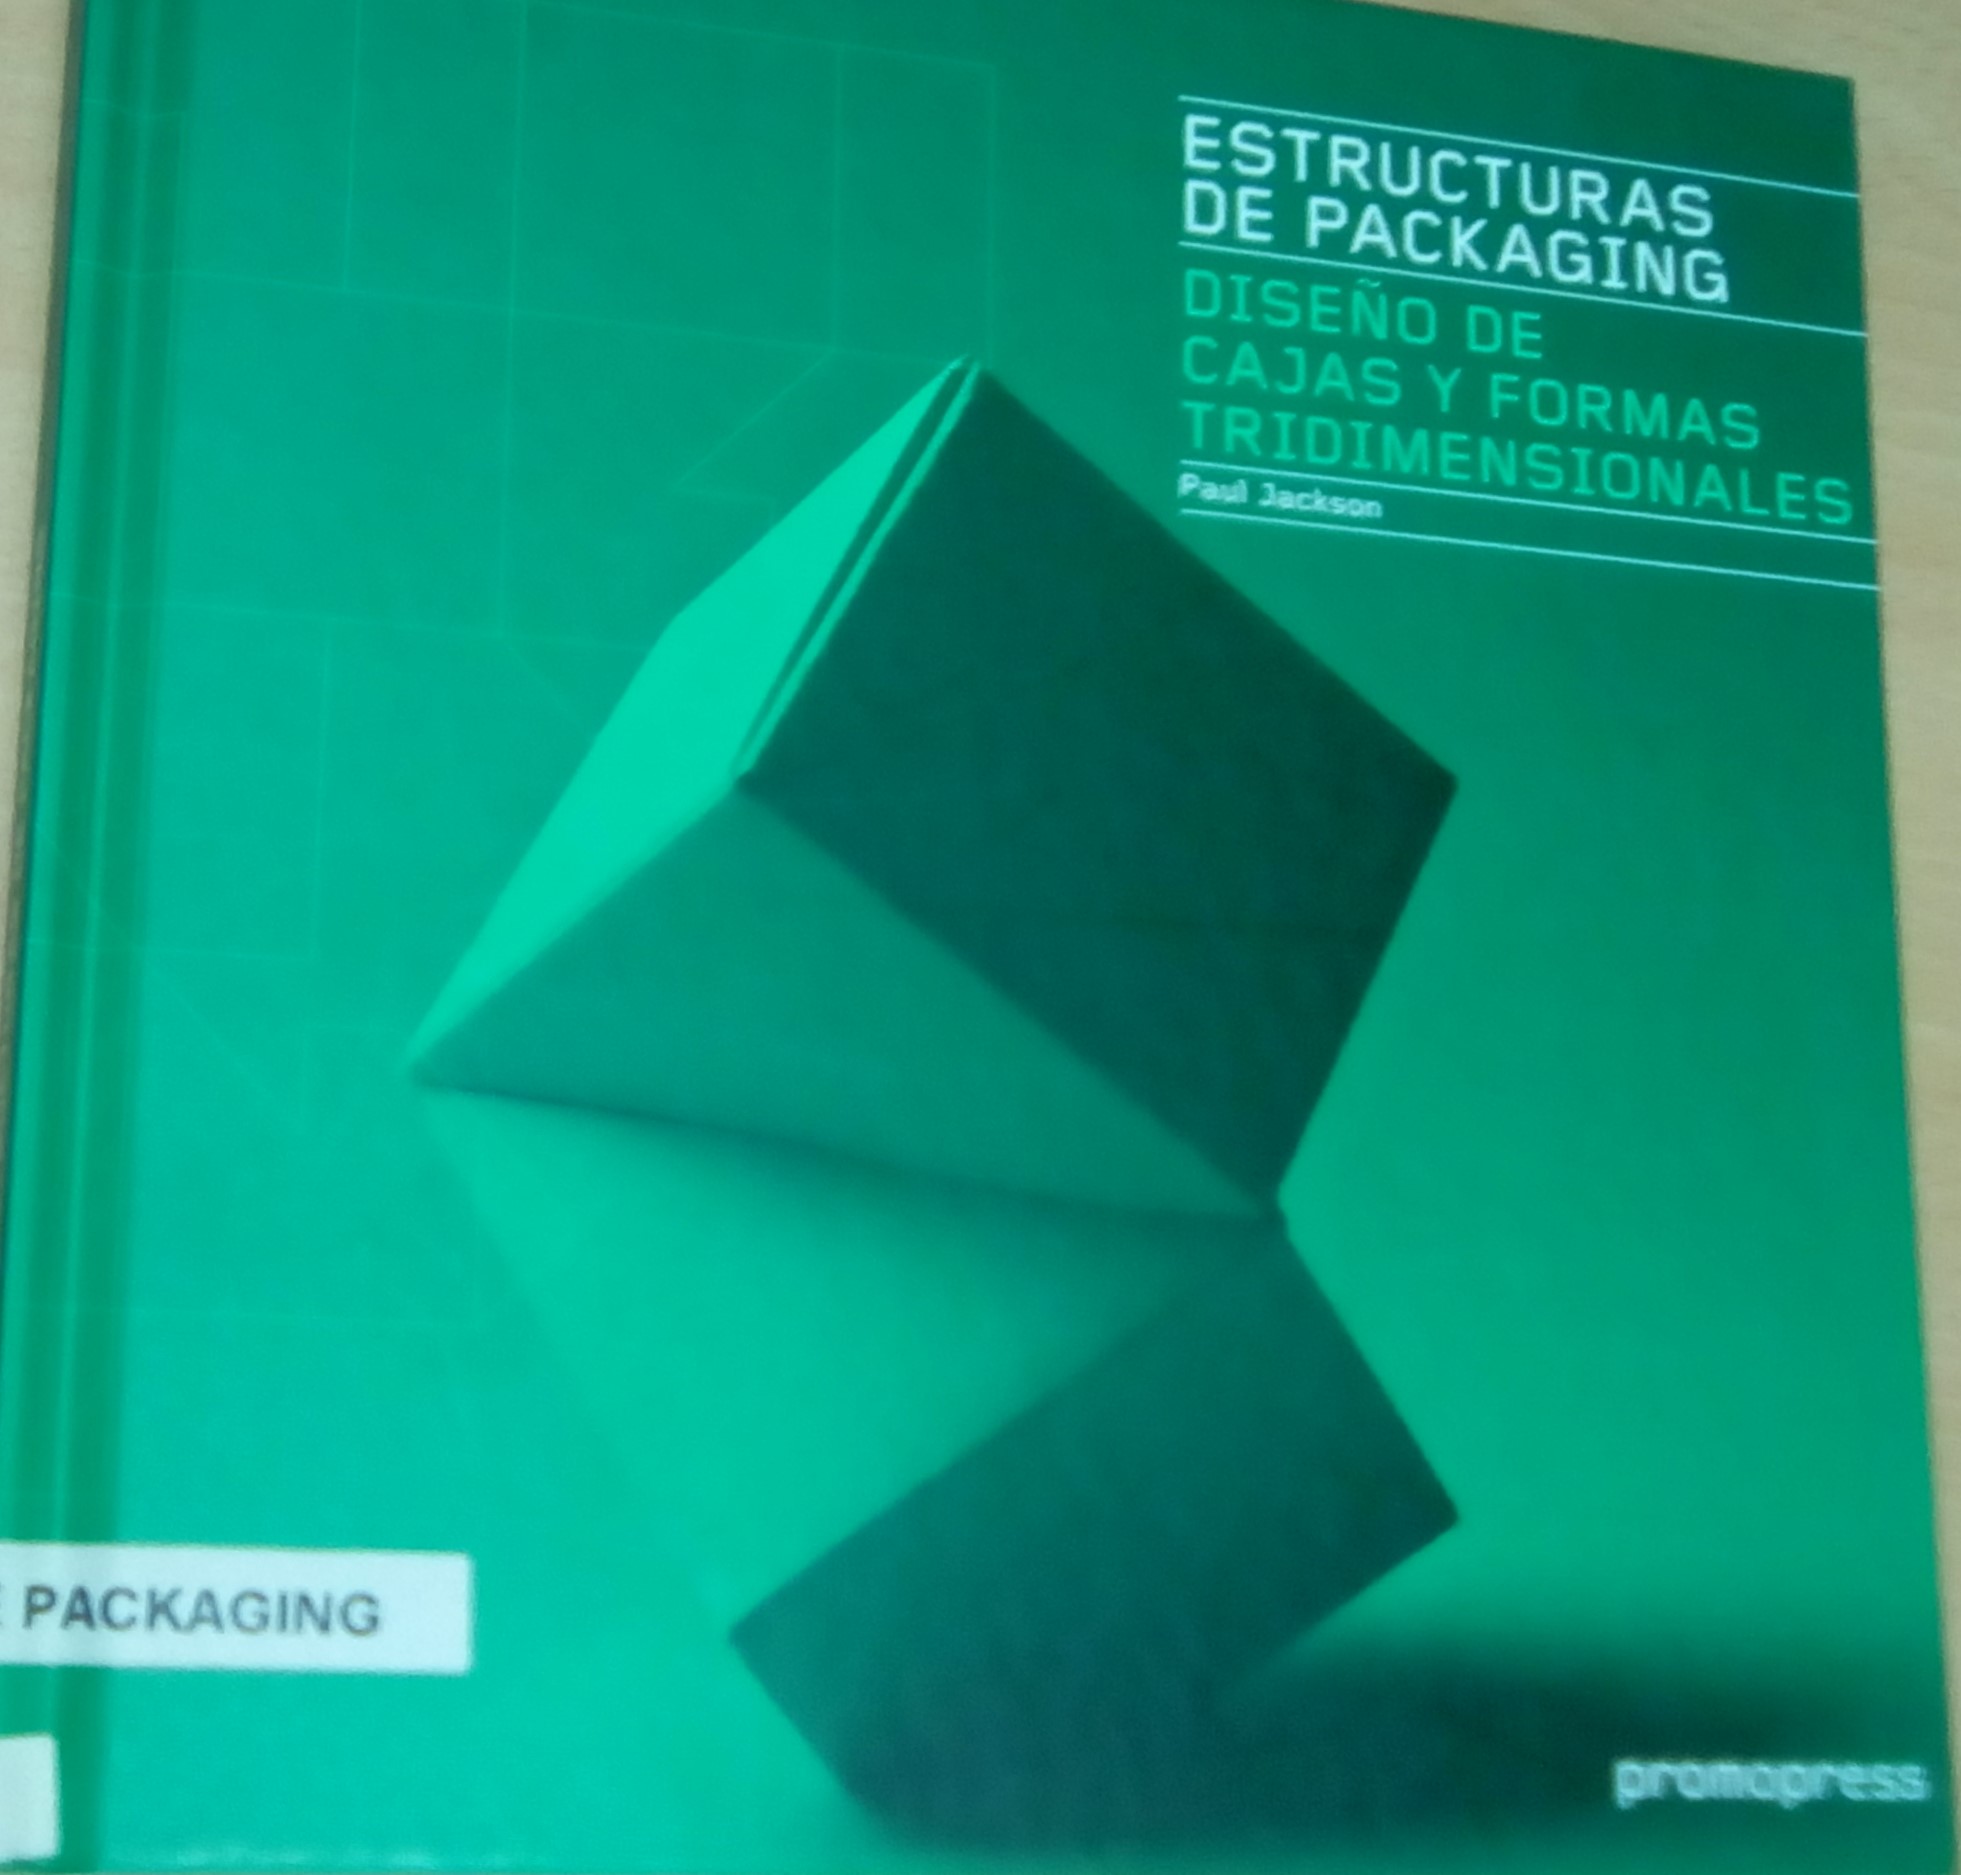 ESTRUCTURAS
DE PACKAGING
DISEÑO DE
CAJAS Y FORMAS
TRIDIMENSIONALES
Paul Jackson
PACKAGING
promopress